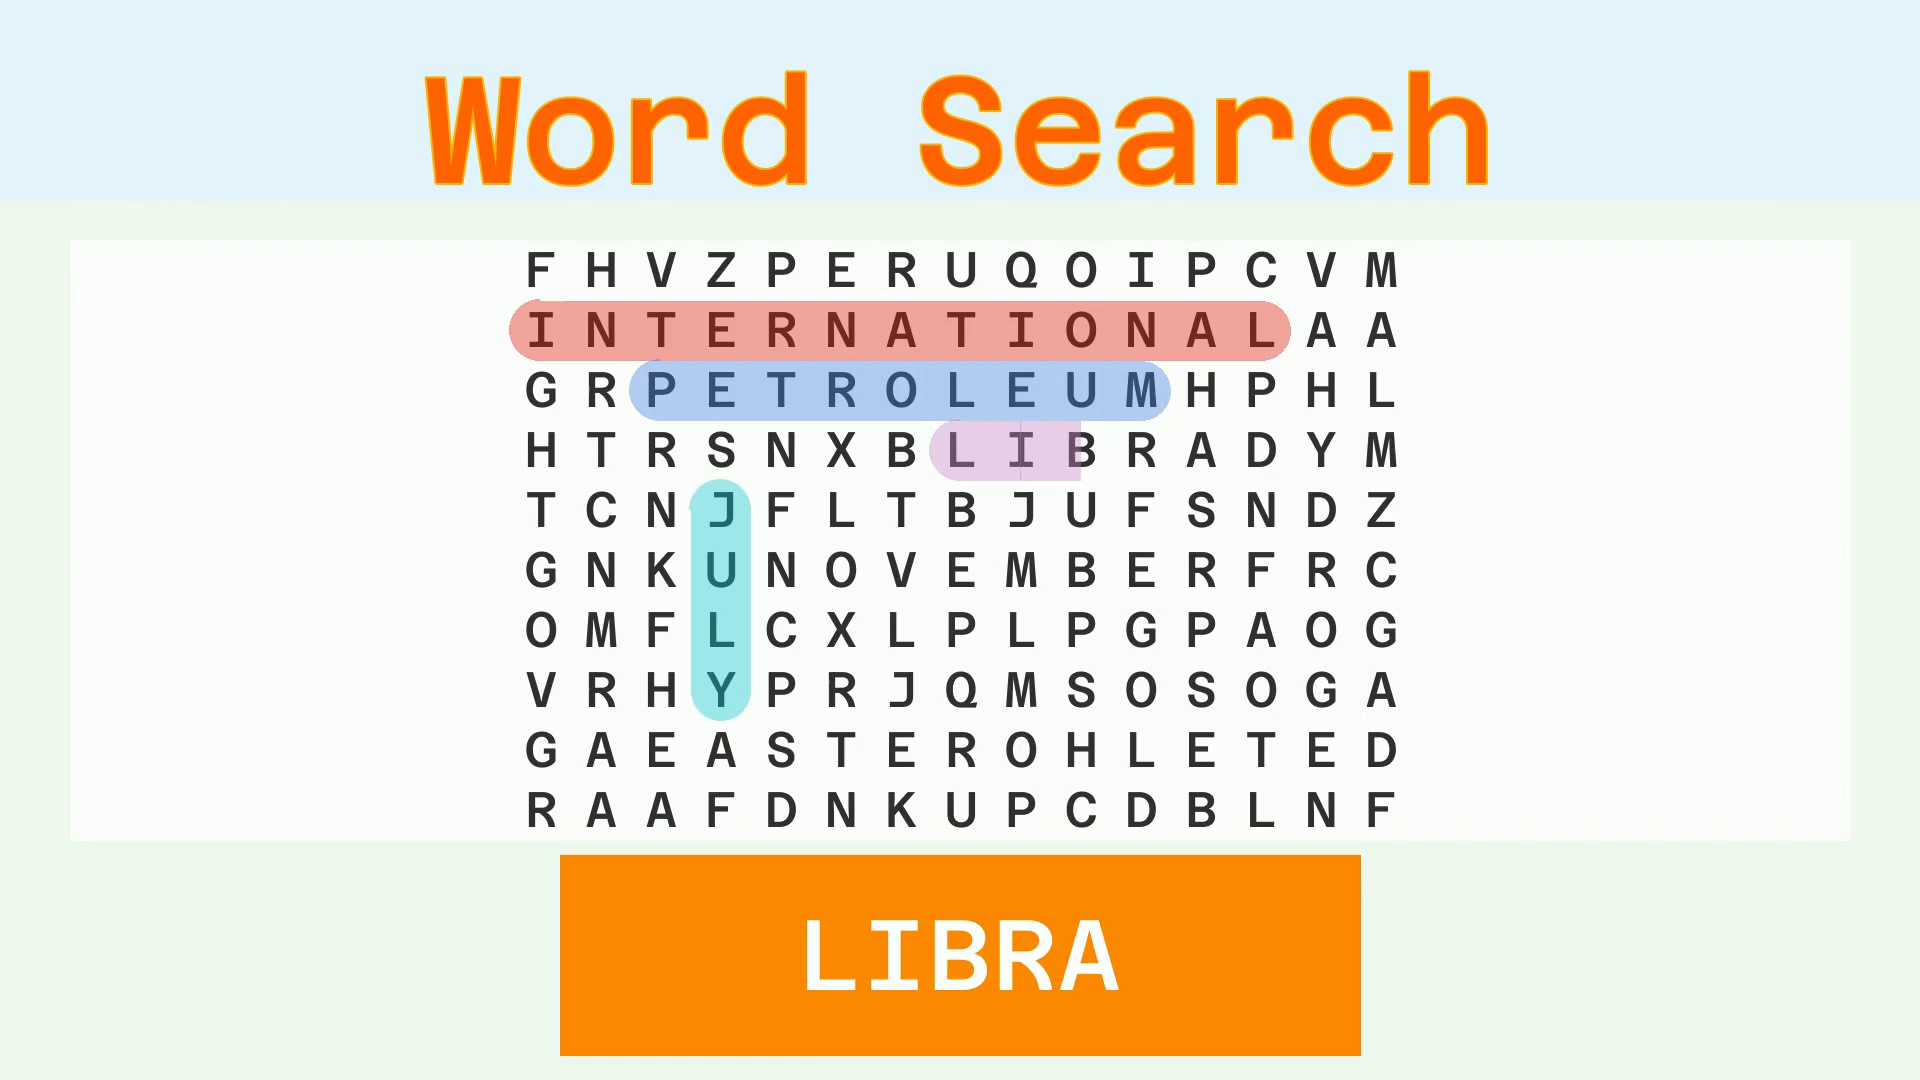 Word Search
F H V Z P E R U Q O I P C V M
I N T E R N A T I O N A L A A
G R P E T R O L E U M H P H L
H T R S N X B L I B R A D Y M
T C N J F L T B J U F S N D Z
G N K U N O V E M B E R F R C
O M F L C X L P L P G P A O G
V R H Y P R J Q M S O S O G A
G A E A S T E R O H L E T E D
R A A F D N K U P C D B L N F
LIBRA